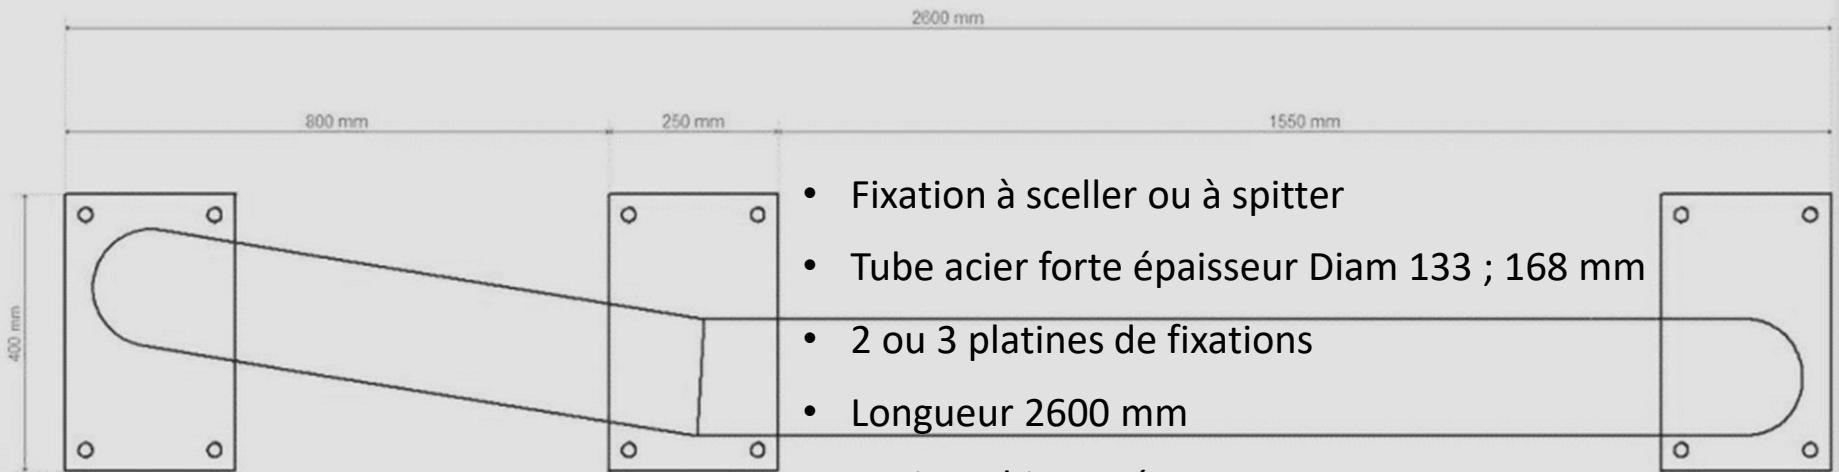 2600 mm
800 mm
250 mm
1550 mm
400 mm
• Fixation à sceller ou à spitter
• Tube acier forte épaisseur Diam 133 ; 168 mm
• 2 ou 3 platines de fixations
• Longueur 2600 mm